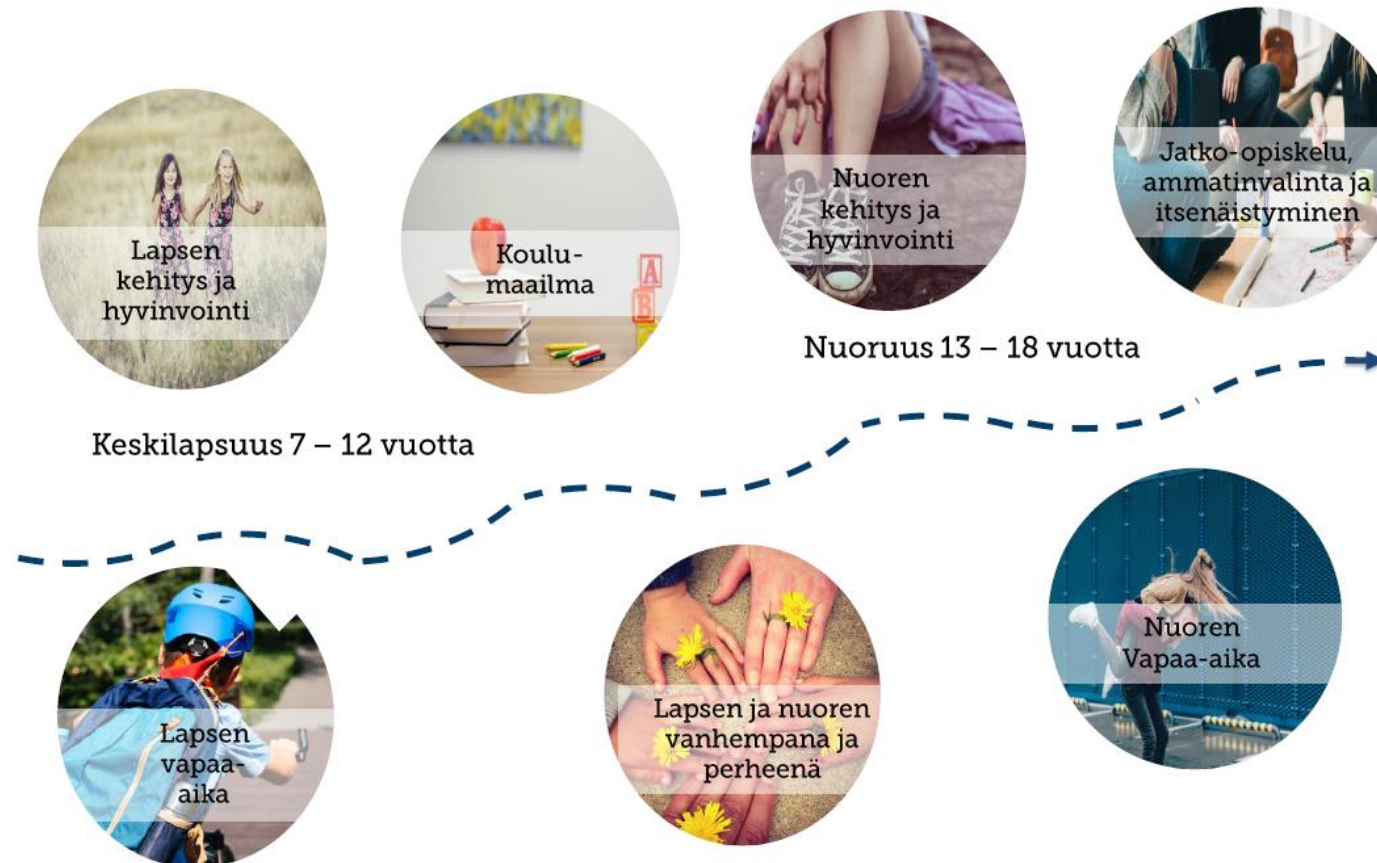 Lapsen
kehitys ja
hyvinvointi
Koulu-
maailma
A
B
Keskilapsuus 7 – 12 vuotta
Nuoren
kehitys ja
hyvinvointi
Jatko-opiskelu,
ammatinvalinta ja
itsenäistyminen
Nuoruus 13 – 18 vuotta
Lapsen
vapaa-
aika
Lapsen ja nuoren
vanhempana ja
perheenä
Nuoren
Vapaa-aika